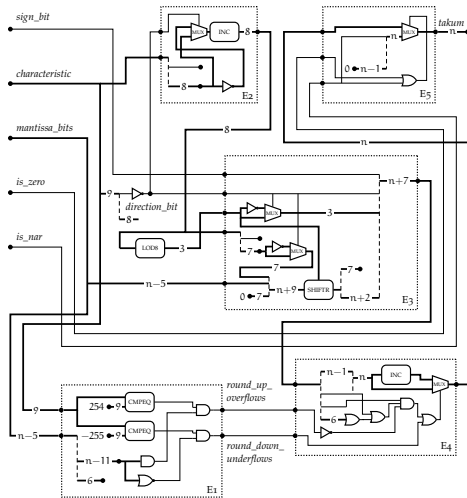 sign_bit
characteristic
mantissa_bits
is_zero
is_nar
MUX
INC
8
8
E2
MUX
n
0
n−1
takum
n
E5
n
8
9
direction_bit
8
LOD8
3
n−5
n+7
MUX
3
7
MUX
7
0
7
n+9
SHIFTR
7
n+2
E3
9
n−5
254
9
CMPEQ
−255
9
CMPEQ
n−11
6
E1
round_up_
overflows
round_down_
underflows
n−1
n
INC
MUX
6
E4